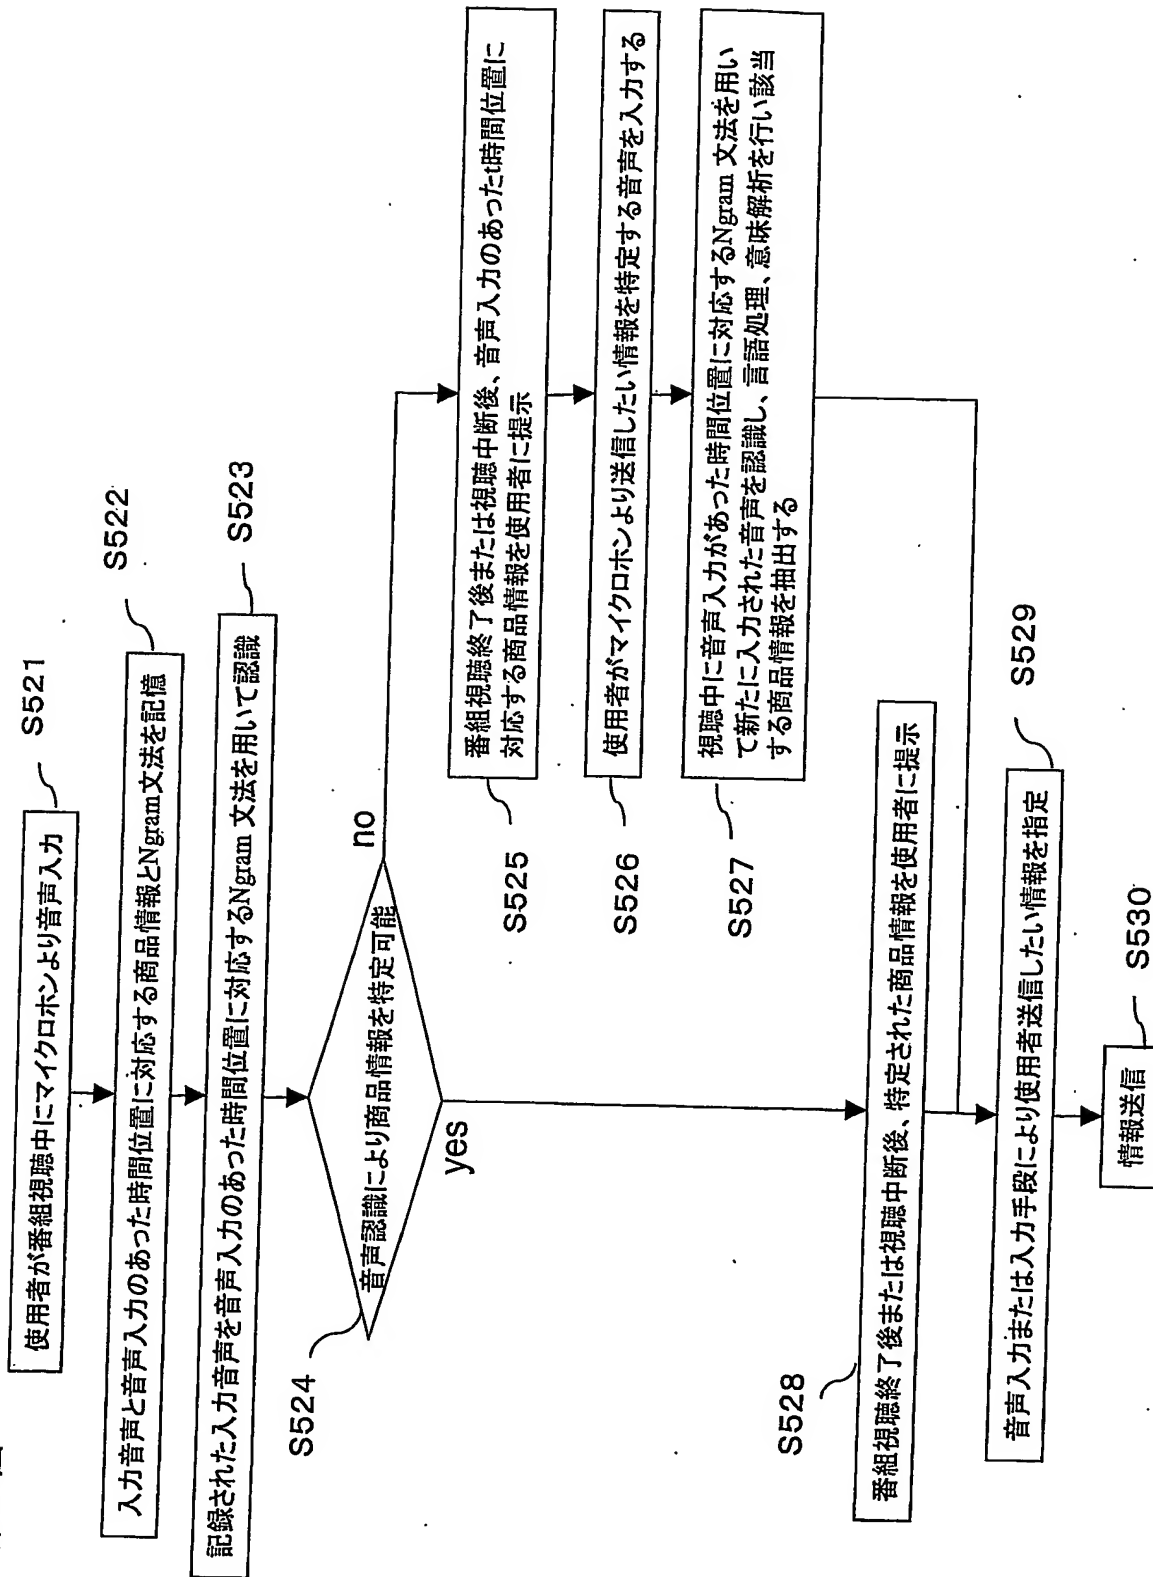 使用者が番組視聴中にマイクロホンより音声入力
S521
入力音声と音声入力のあった時間位置に対応する商品情報とNgram文法を記憶
S522
記録された入力音声を音声入力のあった時間位置に対応するNgram文法を用いて認識
S523
音声認識により商品情報を特定可能
S524
no
yes
番組視聴終了後または視聴中断後、音声入力のあったt時間位置に
対応する商品情報を使用者に提示
S525
使用者がマイクロホンより送信したい情報を特定する音声を入力する
S526
視聴中に音声入力があった時間位置に対応するNgram文法を用い
て新たに入力された音声を認識し、言語処理、意味解析を行い該当
する商品情報を抽出する
S527
番組視聴終了後または視聴中断後、特定された商品情報を使用者に提示
S528
音声入力または入力手段により使用者送信したい情報を指定
S529
情報送信
S530